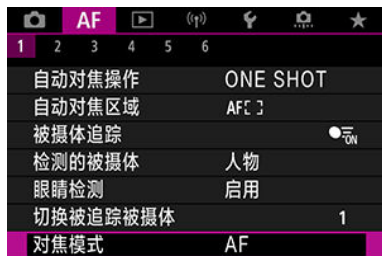 AF
1 2 3 4 5 6
自动对焦操作 ONE SHOT
自动对焦区域 AF[ ]
被摄体追踪 ON
检测的被摄体 人物
眼睛检测 启用
切换被追踪被摄体 1
对焦模式 AF